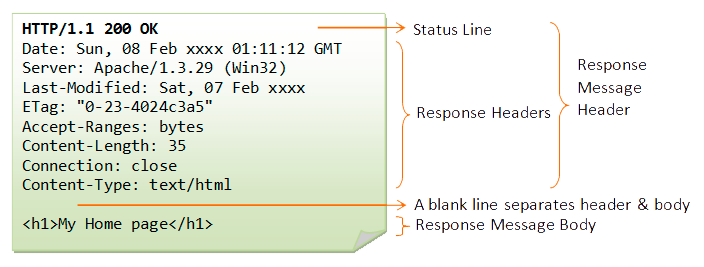 HTTP/1.1 200 OK
Date: Sun, 08 Feb xxxx 01:11:12 GMT
Server: Apache/1.3.29 (Win32)
Last-Modified: Sat, 07 Feb xxxx
ETag: "0-23-4024c3a5"
Accept-Ranges: bytes
Content-Length: 35
Connection: close
Content-Type: text/html
<h1>My Home page</h1>
Status Line
Response Headers
Response
Message
Header
A blank line separates header & body
Response Message Body